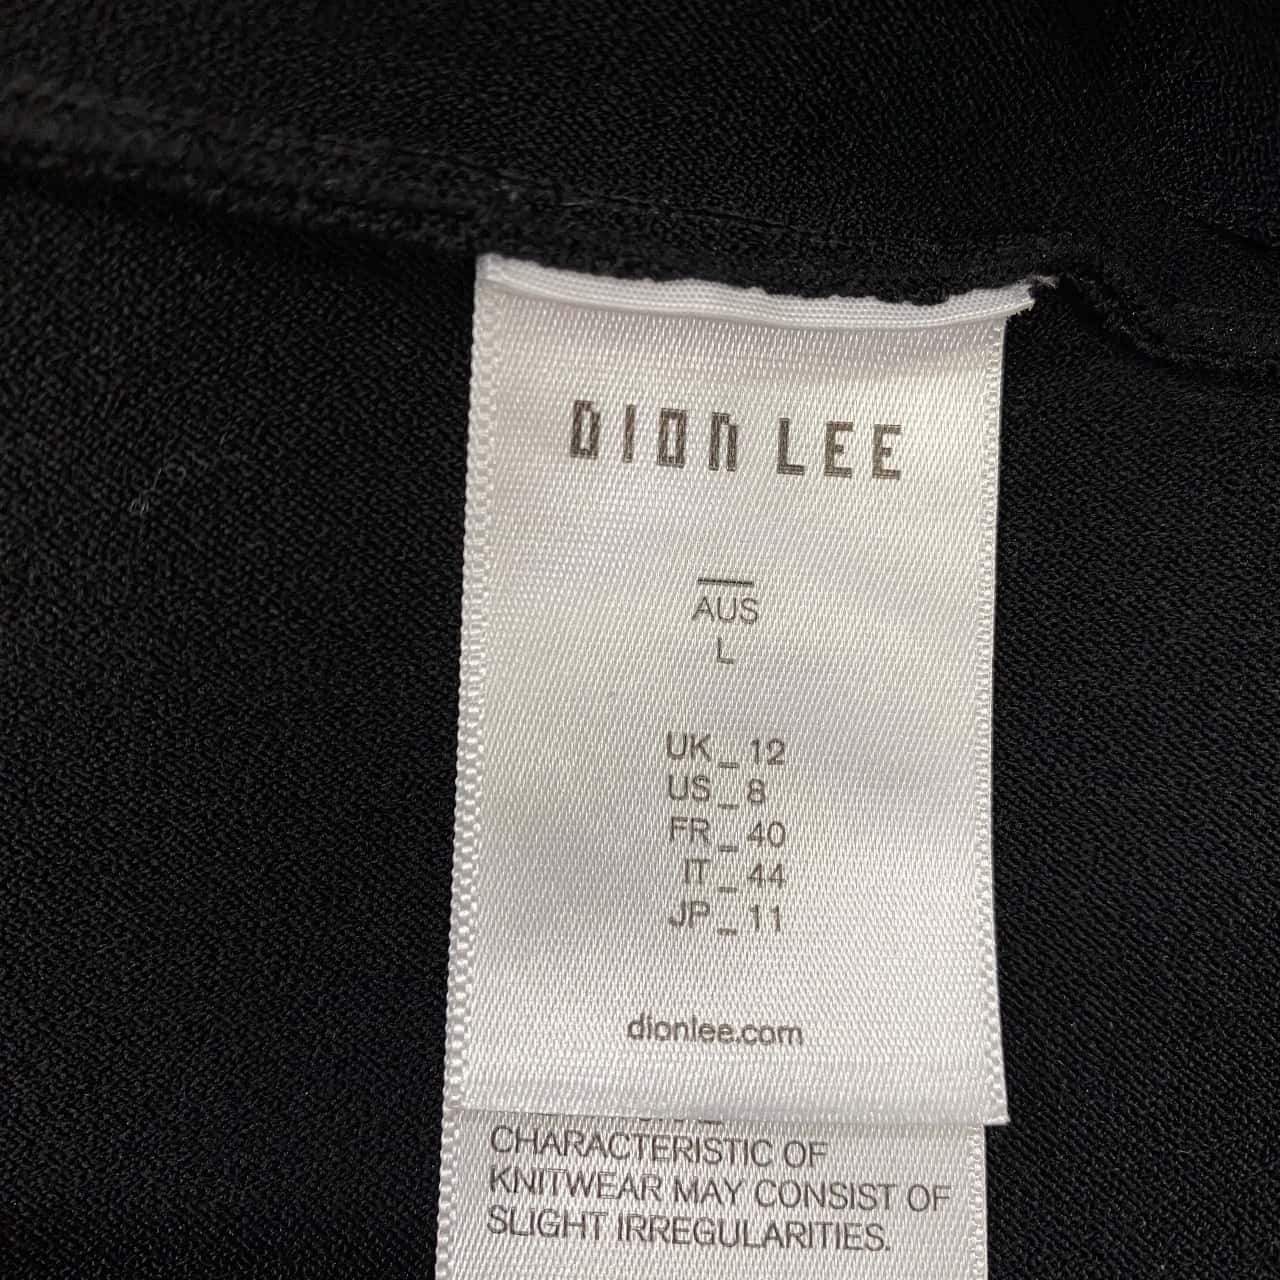 DION LEE
AUS
L
UK_12
US_8
FR_40
IT_44
JP_11
dionlee.com
CHARACTERISTIC OF
KNITWEAR MAY CONSIST OF
SLIGHT IRREGULARITIES.